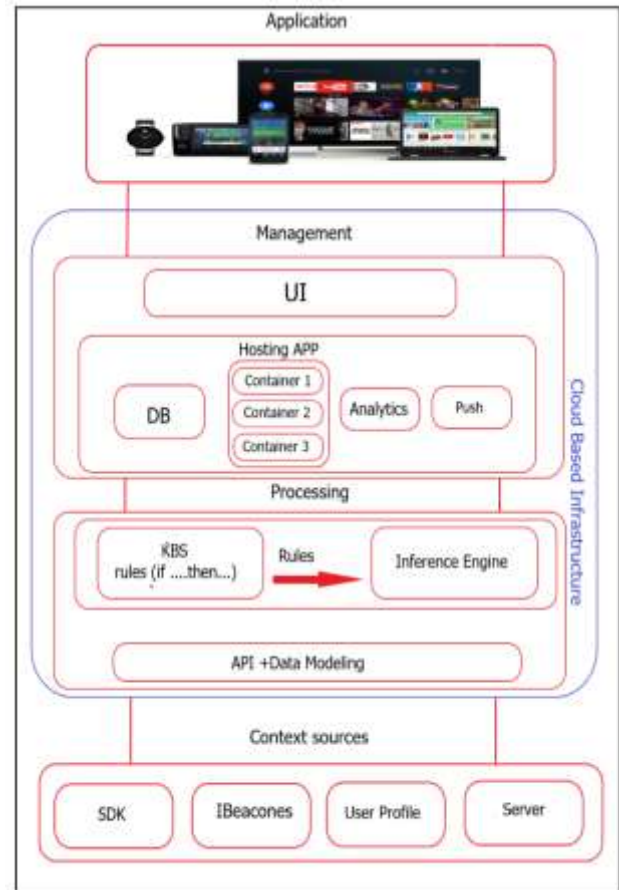 Application
Management
UI
Hosting APP
DB
Container 1
Container 2
Container 3
Analytics
Push
Cloud Based Infrastructure
Processing
KBS
rules (if ....then...)
Rules
Inference Engine
API +Data Modeling
Context sources
SDK
IBeacones
User Profile
Server